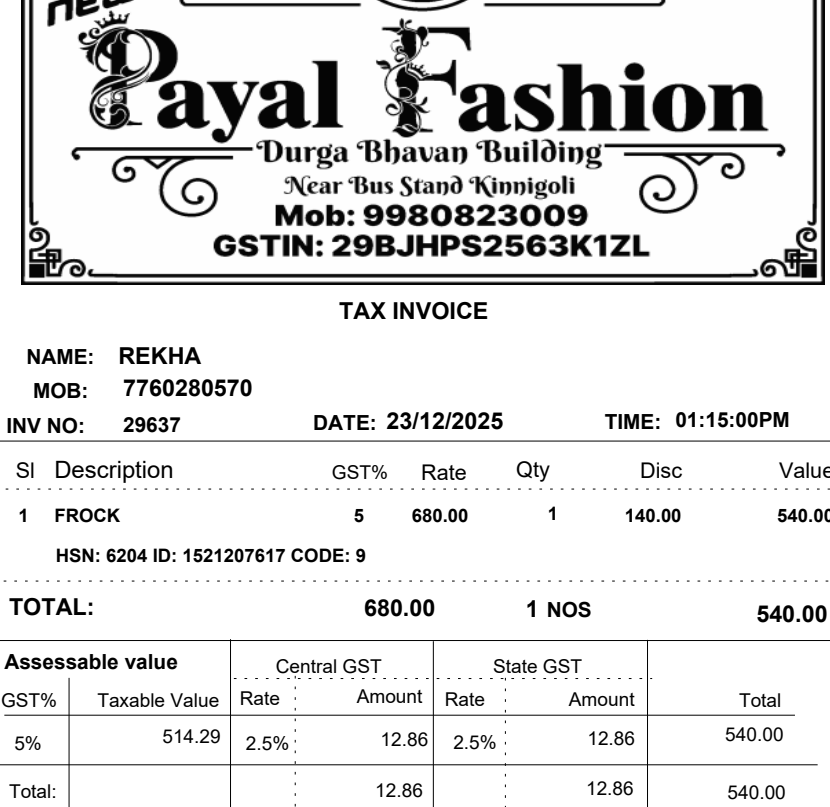 new
Payal Fashion
Durga Bhavan Building
Near Bus Stand Kinnigoli
Mob: 9980823009
GSTIN: 29BJHPS2563K1ZL
TAX INVOICE
NAME: REKHA
MOB: 7760280570
INV NO: 29637 DATE: 23/12/2025 TIME: 01:15:00PM
Sl Description GST% Rate Qty Disc Value
1 FROCK 5 680.00 1 140.00 540.00
HSN: 6204 ID: 1521207617 CODE: 9
TOTAL: 680.00 1 NOS 540.00
Assessable value Central GST State GST
GST% Taxable Value Rate Amount Rate Amount Total
5% 514.29 2.5% 12.86 2.5% 12.86 540.00
Total: 12.86 12.86 540.00